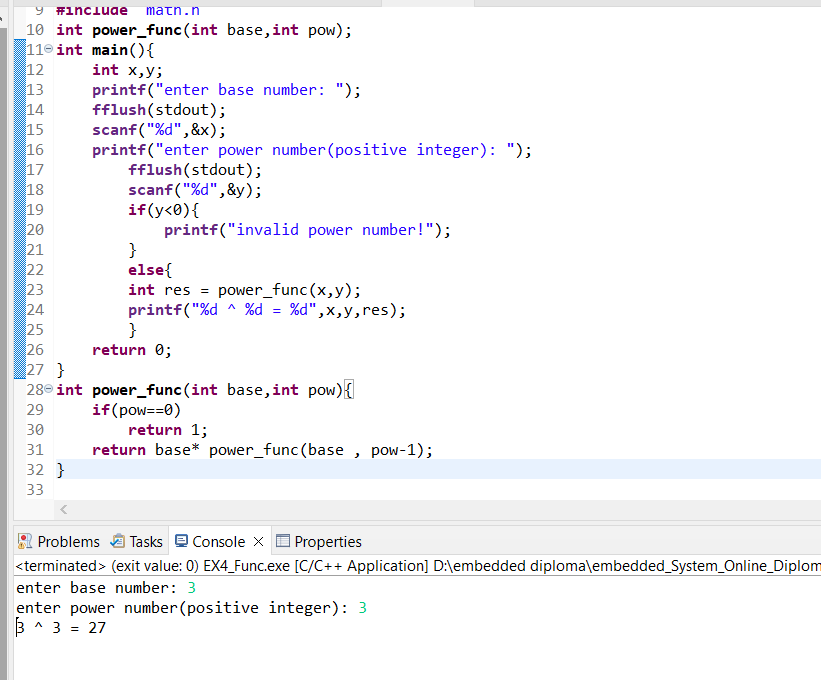 9 #include "math.h"
10 int power_func(int base,int pow);
11 int main(){
12 int x,y;
13 printf("enter base number: ");
14 fflush(stdout);
15 scanf("%d",&x);
16 printf("enter power number(positive integer): ");
17 fflush(stdout);
18 scanf("%d",&y);
19 if(y<0){
20 printf("invalid power number!");
21 }
22 else{
23 int res = power_func(x,y);
24 printf("%d ^ %d = %d",x,y,res);
25 }
26 return 0;
27 }
28 int power_func(int base,int pow){
29 if(pow==0)
30 return 1;
31 return base* power_func(base , pow-1);
32 }
33
Problems Tasks Console Properties
<terminated> (exit value: 0) EX4_Func.exe [C/C++ Application] D:\embedded diploma\embedded_System_Online_Diplom
enter base number: 3
enter power number(positive integer): 3
3 ^ 3 = 27